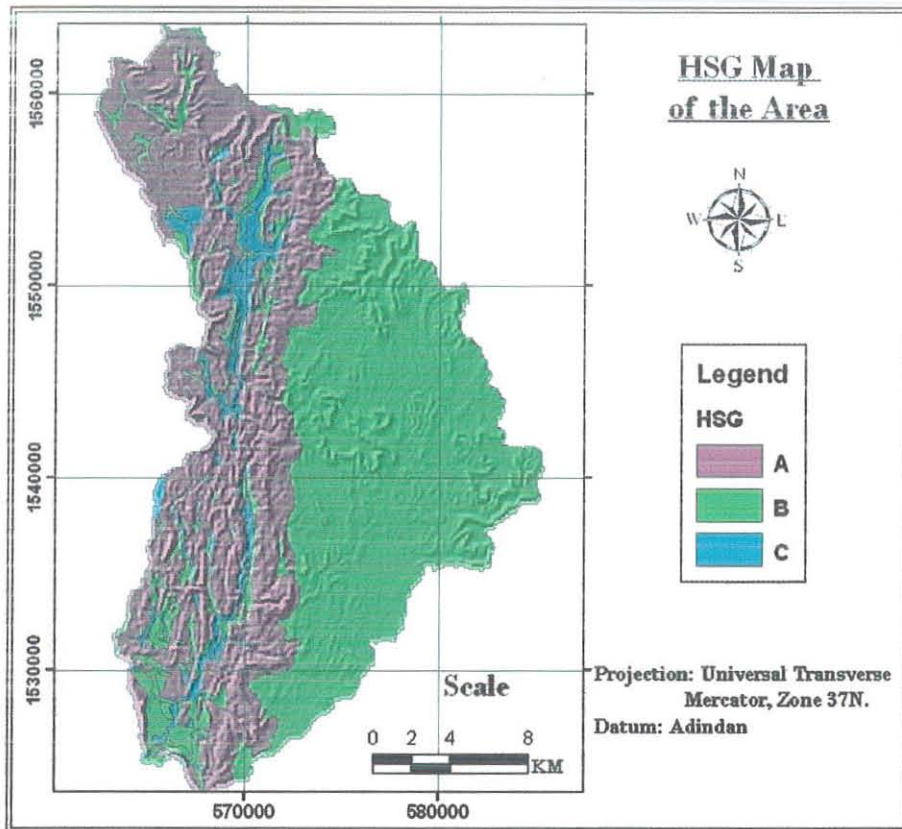 HSG Map
of the Area
N
W
E
S
1560000
1550000
1540000
1530000
Legend
HSG
A
B
C
Scale
0 2 4 8
KM
Projection: Universal Transverse
Mercator, Zone 37N.
Datum: Adindan
570000 580000